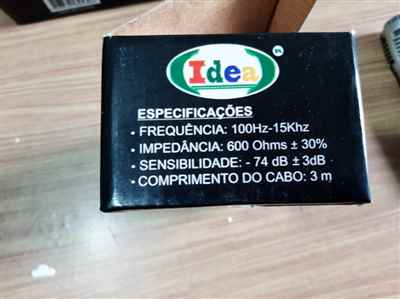 Idea
ESPECIFICAÇÕES
• FREQUÊNCIA: 100Hz-15Khz
• IMPEDÂNCIA: 600 Ohms ± 30%
• SENSIBILIDADE: - 74 dB ± 3dB
• COMPRIMENTO DO CABO: 3 m